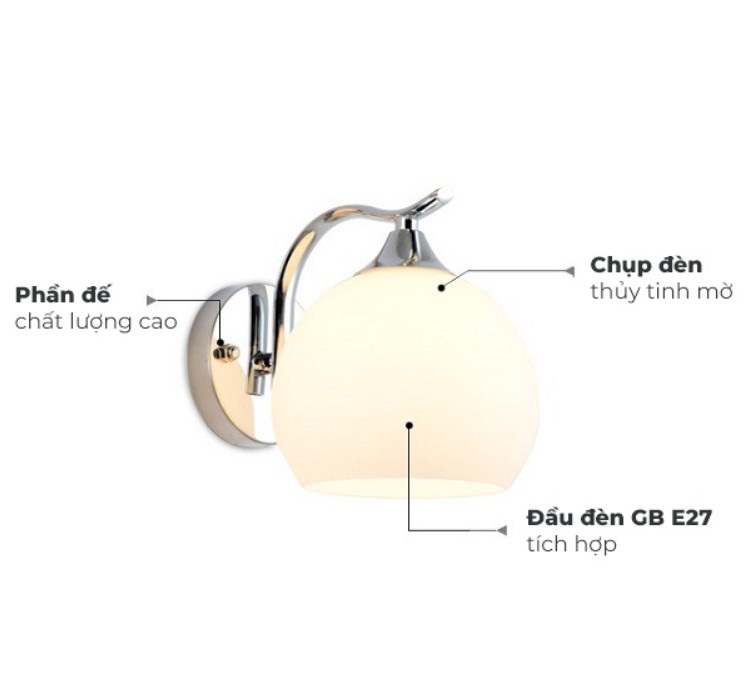 Phần đế
chất lượng cao
Chụp đèn
thủy tinh mờ
Đầu đèn GB E27
tích hợp